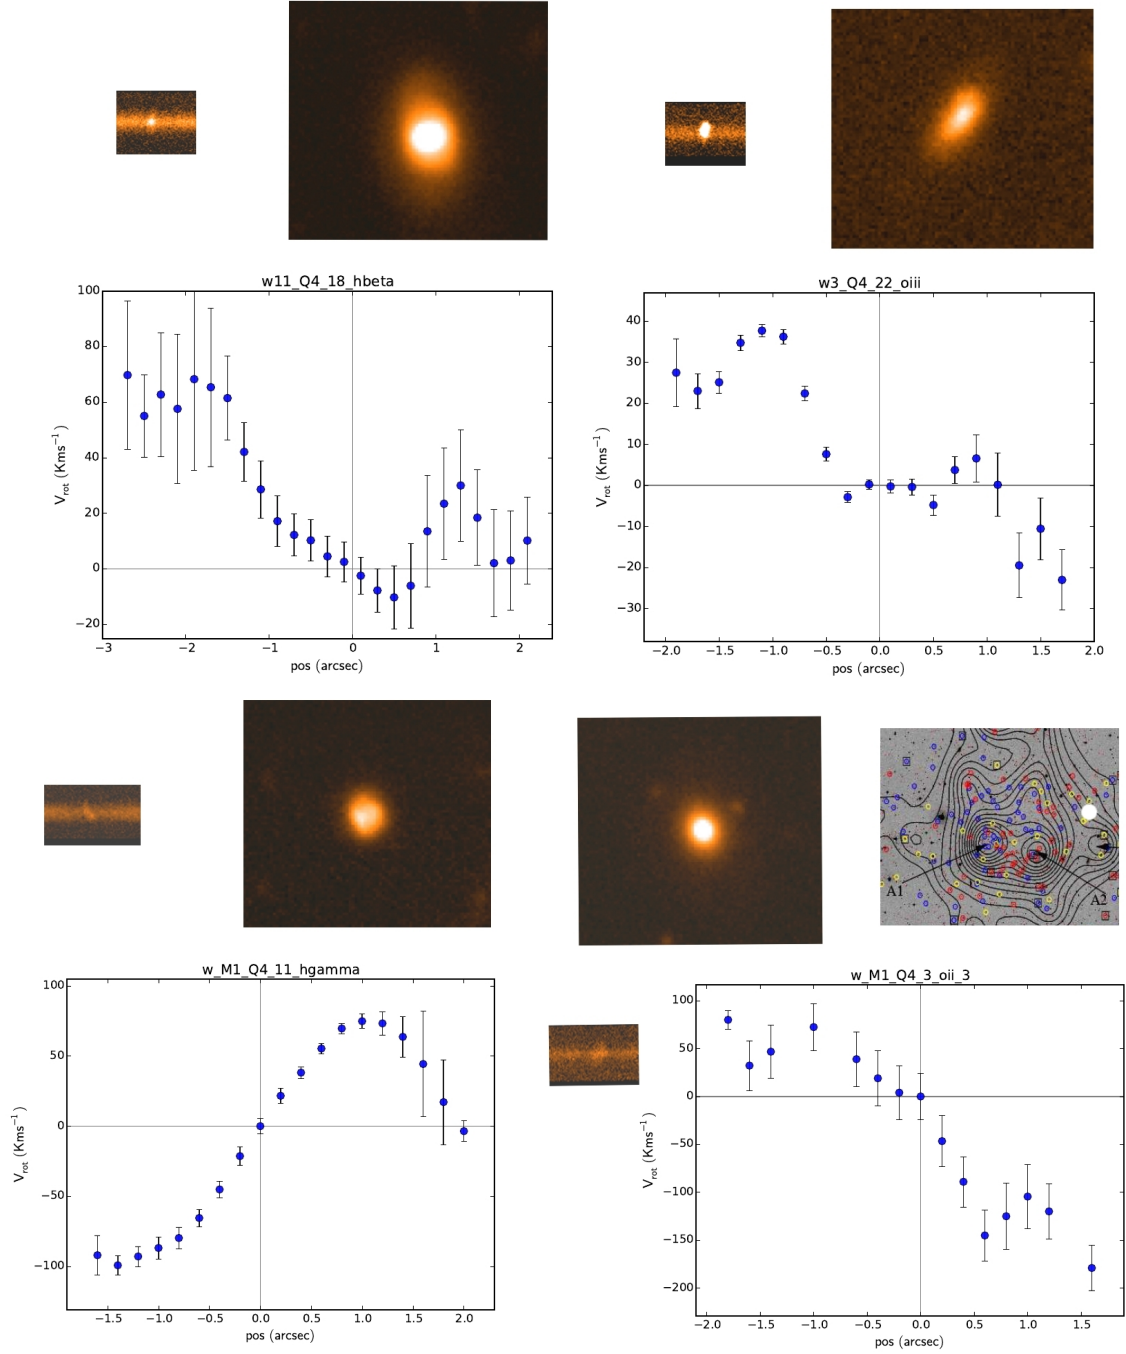 w11_Q4_18_hbeta
100
80
60
40
20
0
−20
V_rot (Kms⁻¹)
−3 −2 −1 0 1 2
pos (arcsec)
w3_Q4_22_oiii
40
30
20
10
0
−10
−20
−30
V_rot (Kms⁻¹)
−2.0 −1.5 −1.0 −0.5 0.0 0.5 1.0 1.5 2.0
pos (arcsec)
A1
A2
w_M1_Q4_11_hgamma
100
50
0
−50
−100
V_rot (Kms⁻¹)
−1.5 −1.0 −0.5 0.0 0.5 1.0 1.5 2.0
pos (arcsec)
w_M1_Q4_3_oii_3
100
50
0
−50
−100
−150
−200
V_rot (Kms⁻¹)
−2.0 −1.5 −1.0 −0.5 0.0 0.5 1.0 1.5
pos (arcsec)